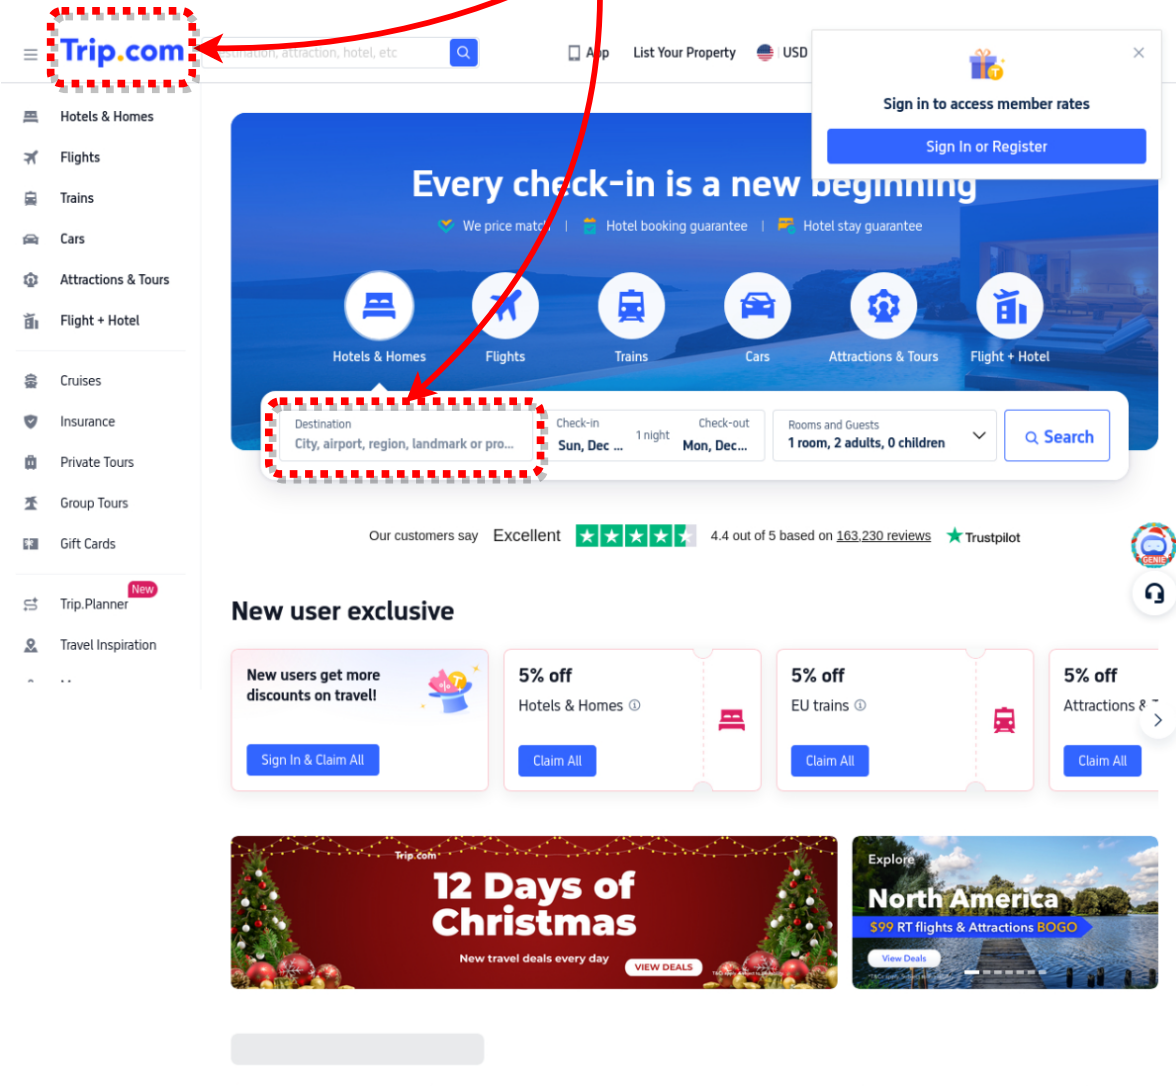 Trip.com
destination, attraction, hotel, etc
App
List Your Property
USD
Sign in to access member rates
Sign In or Register
Hotels & Homes
Flights
Trains
Cars
Attractions & Tours
Flight + Hotel
Cruises
Insurance
Private Tours
Group Tours
Gift Cards
New
Trip.Planner
Travel Inspiration
Every check-in is a new beginning
We price match | Hotel booking guarantee | Hotel stay guarantee
Hotels & Homes
Flights
Trains
Cars
Attractions & Tours
Flight + Hotel
Destination
City, airport, region, landmark or pro...
Check-in
Sun, Dec ...
1 night
Check-out
Mon, Dec...
Rooms and Guests
1 room, 2 adults, 0 children
Search
Our customers say Excellent 4.4 out of 5 based on 163,230 reviews Trustpilot
GENIE
New user exclusive
New users get more
discounts on travel!
Sign In & Claim All
5% off
Hotels & Homes
Claim All
5% off
EU trains
Claim All
5% off
Attractions &
Claim All
Trip.com
12 Days of
Christmas
New travel deals every day
VIEW DEALS
Explore
North America
$99 RT flights & Attractions BOGO
View Deals